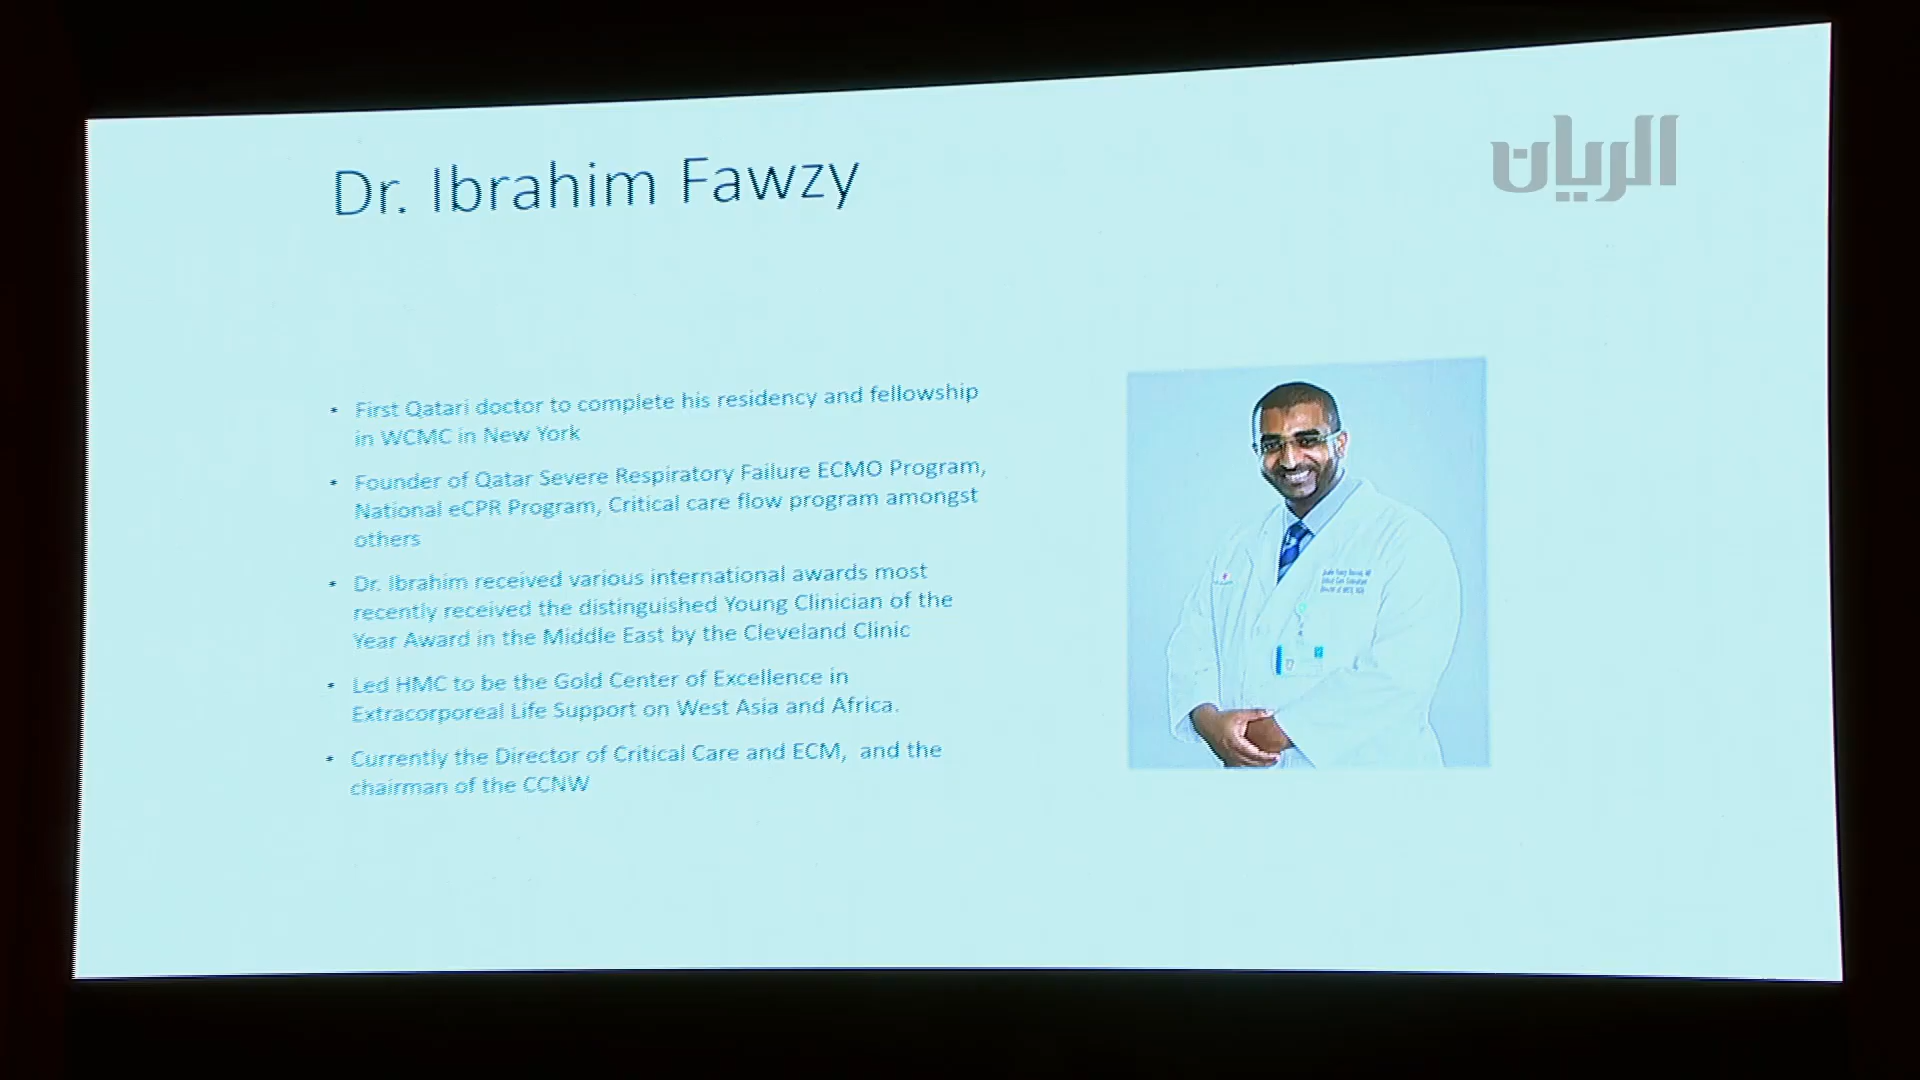 الريان
Dr. Ibrahim Fawzy
• First Qatari doctor to complete his residency and fellowship
in WCMC in New York
• Founder of Qatar Severe Respiratory Failure ECMO Program,
National eCPR Program, Critical care flow program amongst
others
• Dr. Ibrahim received various international awards most
recently received the distinguished Young Clinician of the
Year Award in the Middle East by the Cleveland Clinic
• Led HMC to be the Gold Center of Excellence in
Extracorporeal Life Support on West Asia and Africa.
• Currently the Director of Critical Care and ECM, and the
chairman of the CCNW